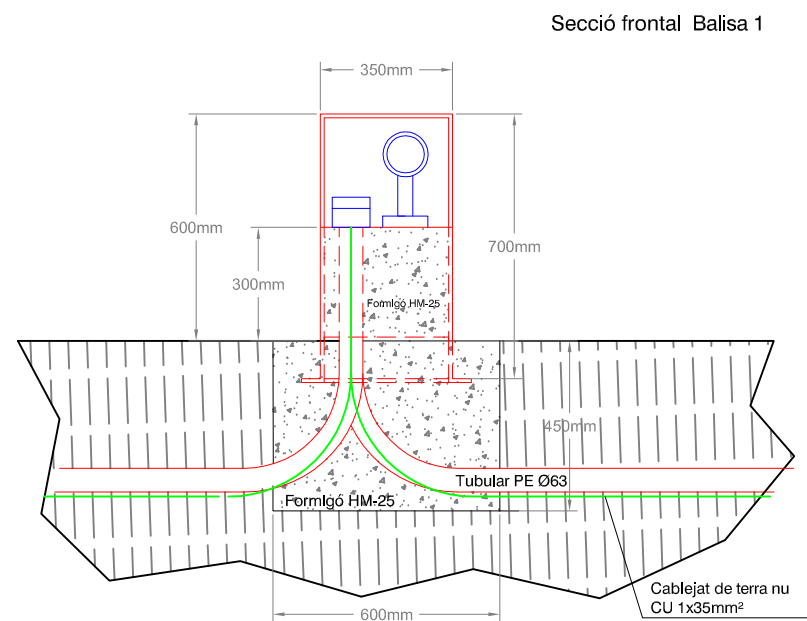 Secció frontal Balisa 1
350mm
600mm
700mm
300mm
Formigó HM-25
450mm
Tubular PE Ø63
Formigó HM-25
Cablejat de terra nu
CU 1x35mm²
600mm